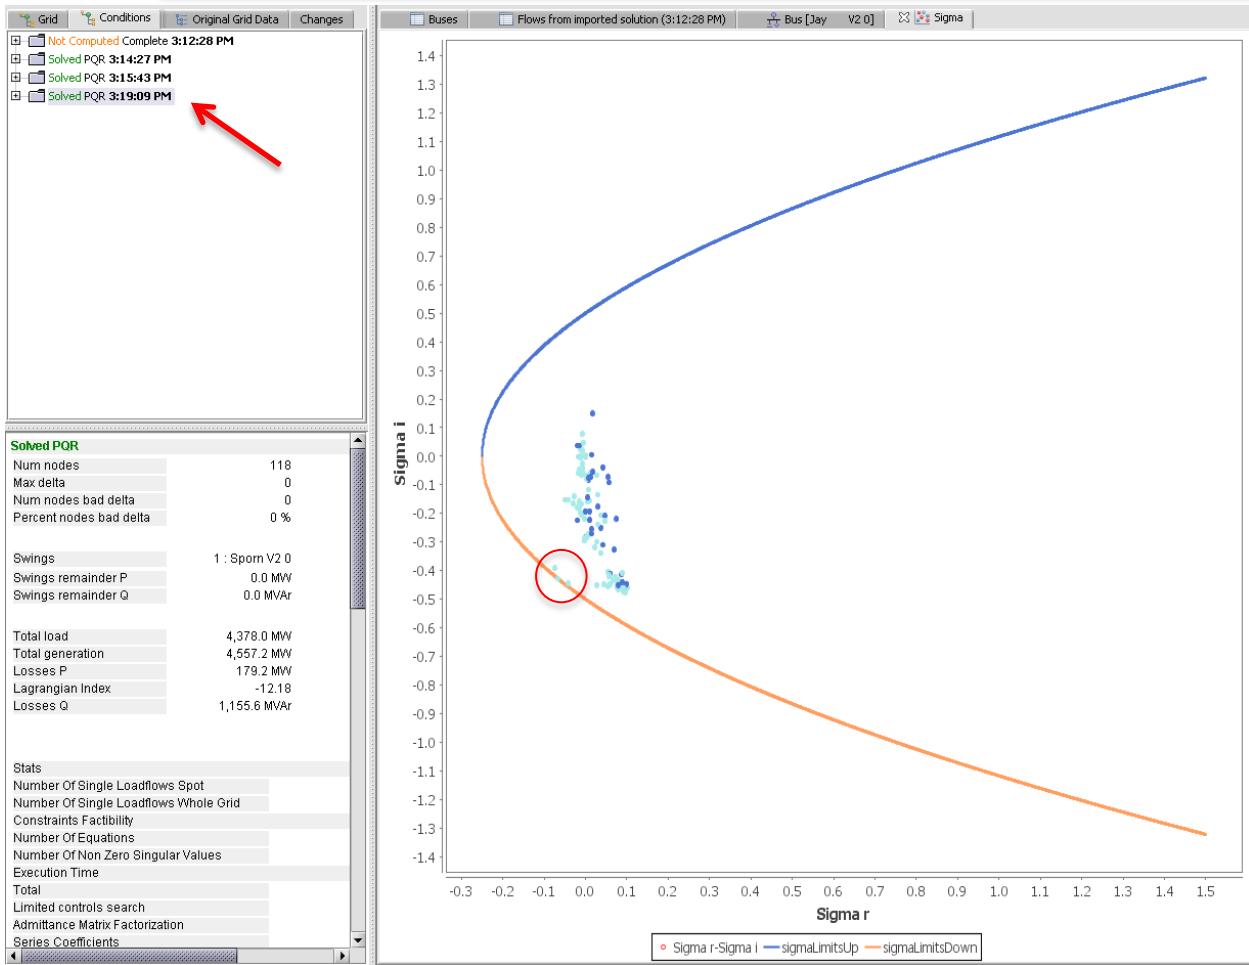 Grid Conditions Original Grid Data Changes
Not Computed Complete 3:12:28 PM
Solved PQR 3:14:27 PM
Solved PQR 3:15:43 PM
Solved PQR 3:19:09 PM
Solved PQR
Num nodes 118
Max delta 0
Num nodes bad delta 0
Percent nodes bad delta 0 %
Swings 1 : Sporn V2 0
Swings remainder P 0.0 MW
Swings remainder Q 0.0 MVAr
Total load 4,378.0 MW
Total generation 4,557.2 MW
Losses P 179.2 MW
Lagrangian Index -12.18
Losses Q 1,155.6 MVAr
Stats
Number Of Single Loadflows Spot
Number Of Single Loadflows Whole Grid
Constraints Factibility
Number Of Equations
Number Of Non Zero Singular Values
Execution Time
Total
Limited controls search
Admittance Matrix Factorization
Series Coefficients
Buses Flows from imported solution (3:12:28 PM) Bus [Jay V2 0] Sigma
1.4
1.3
1.2
1.1
1.0
0.9
0.8
0.7
0.6
0.5
0.4
0.3
0.2
0.1
0.0
-0.1
-0.2
-0.3
-0.4
-0.5
-0.6
-0.7
-0.8
-0.9
-1.0
-1.1
-1.2
-1.3
-1.4
Sigma i
-0.3 -0.2 -0.1 0.0 0.1 0.2 0.3 0.4 0.5 0.6 0.7 0.8 0.9 1.0 1.1 1.2 1.3 1.4 1.5
Sigma r
Sigma r-Sigma i sigmaLimitsUp sigmaLimitsDown